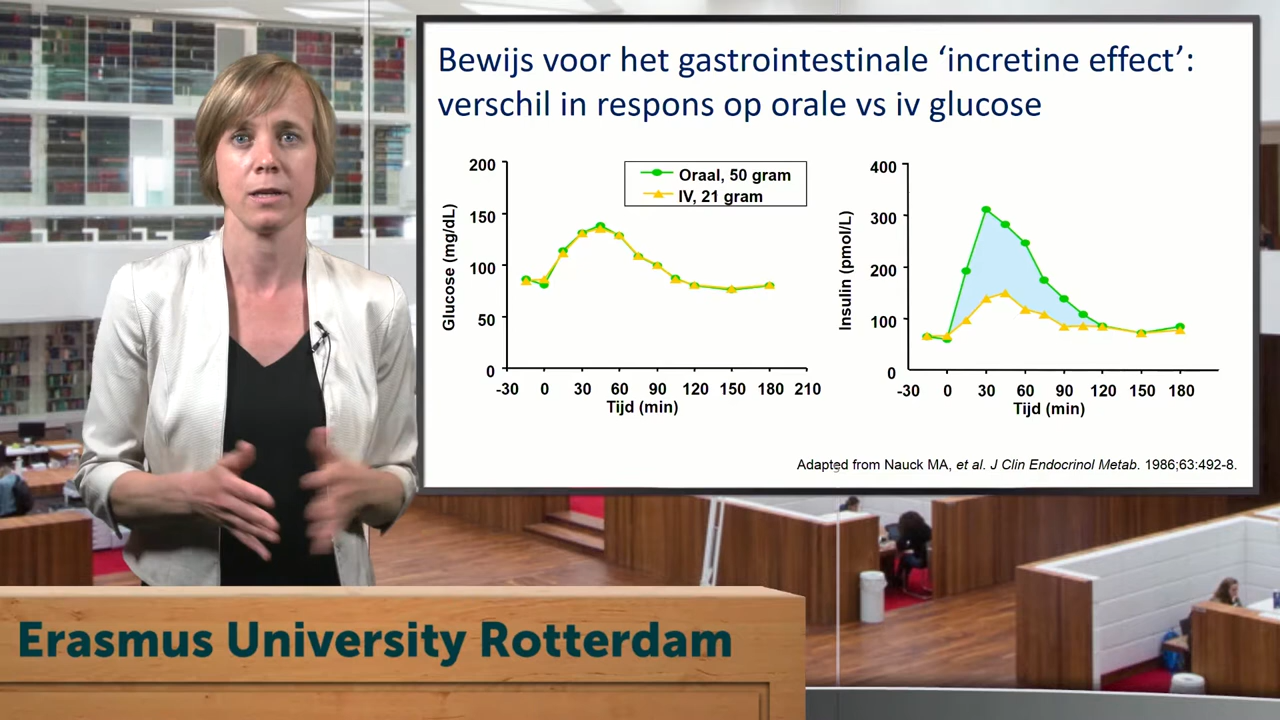 Bewijs voor het gastrointestinale ‘incretine effect’:
verschil in respons op orale vs iv glucose
200
150
100
50
0
Glucose (mg/dL)
-30 0 30 60 90 120 150 180 210
Tijd (min)
Oraal, 50 gram
IV, 21 gram
400
300
200
100
0
Insulin (pmol/L)
-30 0 30 60 90 120 150 180
Tijd (min)
Adapted from Nauck MA, et al. J Clin Endocrinol Metab. 1986;63:492-8.
Erasmus University Rotterdam